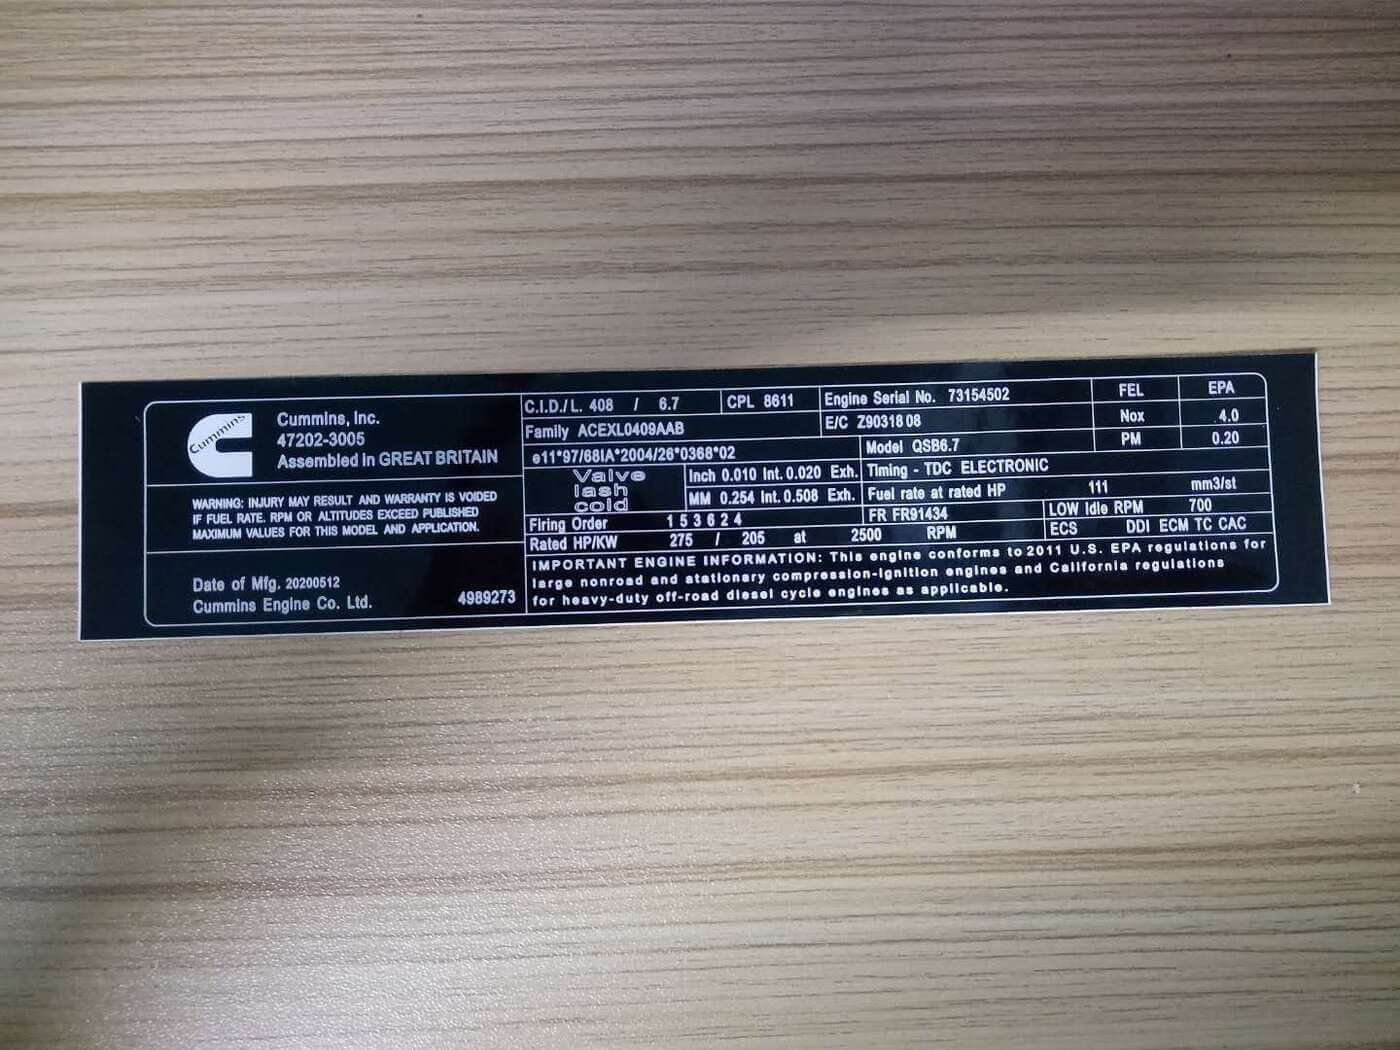 Cummins
Cummins, Inc.
47202-3005
Assembled in GREAT BRITAIN
WARNING: INJURY MAY RESULT AND WARRANTY IS VOIDED
IF FUEL RATE. RPM OR ALTITUDES EXCEED PUBLISHED
MAXIMUM VALUES FOR THIS MODEL AND APPLICATION.
Date of Mfg. 20200512
Cummins Engine Co. Ltd.
4989273
C.I.D./L. 408 / 6.7
CPL 8611
Engine Serial No. 73154502
FEL
EPA
Family ACEXL0409AAB
E/C Z90318 08
Nox
4.0
e11*97/68IA*2004/26*0368*02
Model QSB6.7
PM
0.20
Valve
lash
cold
Inch 0.010 Int. 0.020 Exh.
MM 0.254 Int. 0.508 Exh.
Timing - TDC ELECTRONIC
Fuel rate at rated HP 111 mm3/st
Firing Order 1 5 3 6 2 4
FR FR91434
LOW Idle RPM 700
Rated HP/KW 275 / 205 at 2500 RPM
ECS DDI ECM TC CAC
IMPORTANT ENGINE INFORMATION: This engine conforms to 2011 U.S. EPA regulations for
large nonroad and atationary compression-ignition engines and California regulations
for heavy-duty off-road diesel cycle engines as applicable.